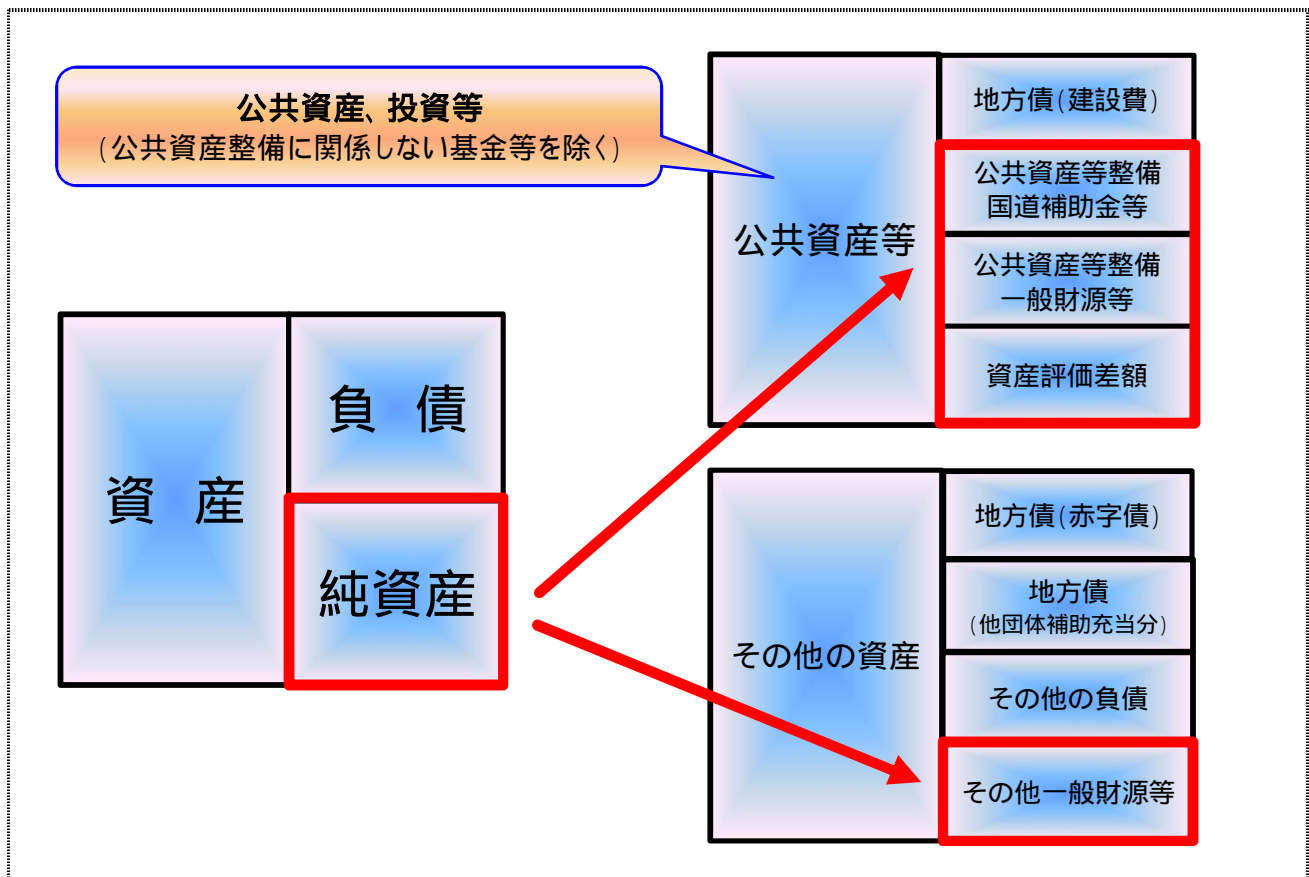 公共資産、投資等
(公共資産整備に関係しない基金等を除く)
資 産
負 債
純資産
公共資産等
地方債(建設費)
公共資産等整備
国道補助金等
公共資産等整備
一般財源等
資産評価差額
その他の資産
地方債(赤字債)
地方債
(他団体補助充当分)
その他の負債
その他一般財源等